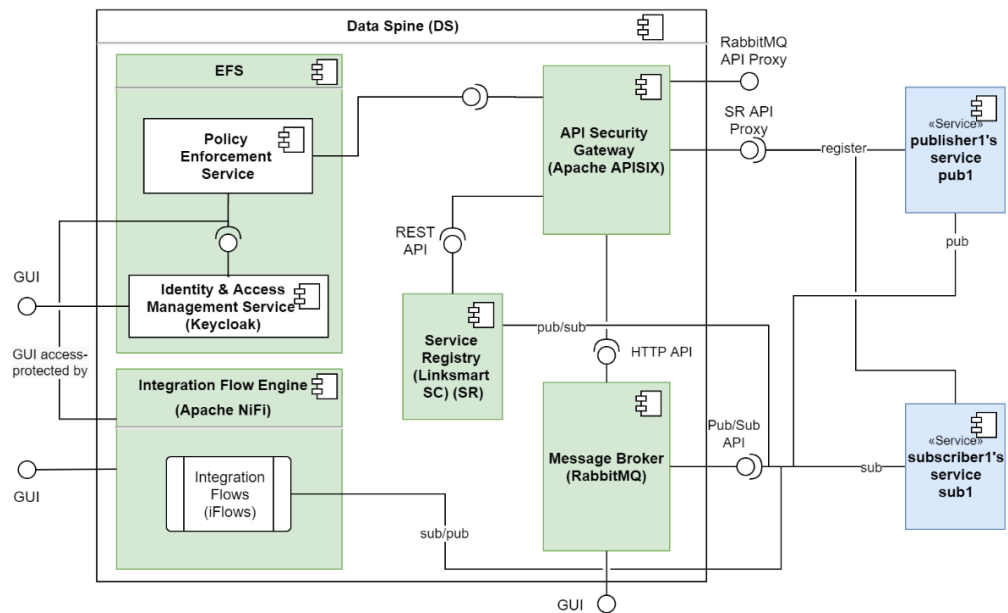 Data Spine (DS)
EFS
Policy
Enforcement
Service
Identity & Access
Management Service
(Keycloak)
GUI
GUI access-
protected by
Integration Flow Engine
(Apache NiFi)
GUI
Integration
Flows
(iFlows)
sub/pub
REST
API
Service
Registry
(Linksmart
SC) (SR)
pub/sub
API Security
Gateway
(Apache APISIX)
RabbitMQ
API Proxy
SR API
Proxy
HTTP API
Message Broker
(RabbitMQ)
Pub/Sub
API
GUI
register
«Service»
publisher1's
service
pub1
pub
sub
«Service»
subscriber1's
service
sub1